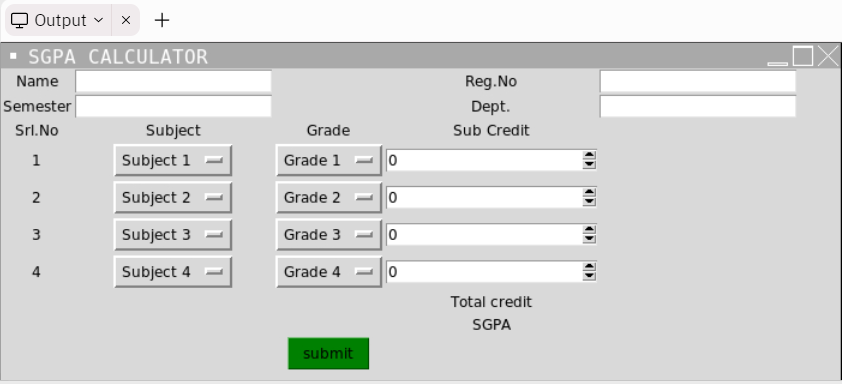 Output
SGPA CALCULATOR
Name Reg.No
Semester Dept.
Srl.No Subject Grade Sub Credit
1 Subject 1 Grade 1 0
2 Subject 2 Grade 2 0
3 Subject 3 Grade 3 0
4 Subject 4 Grade 4 0
Total credit
SGPA
submit